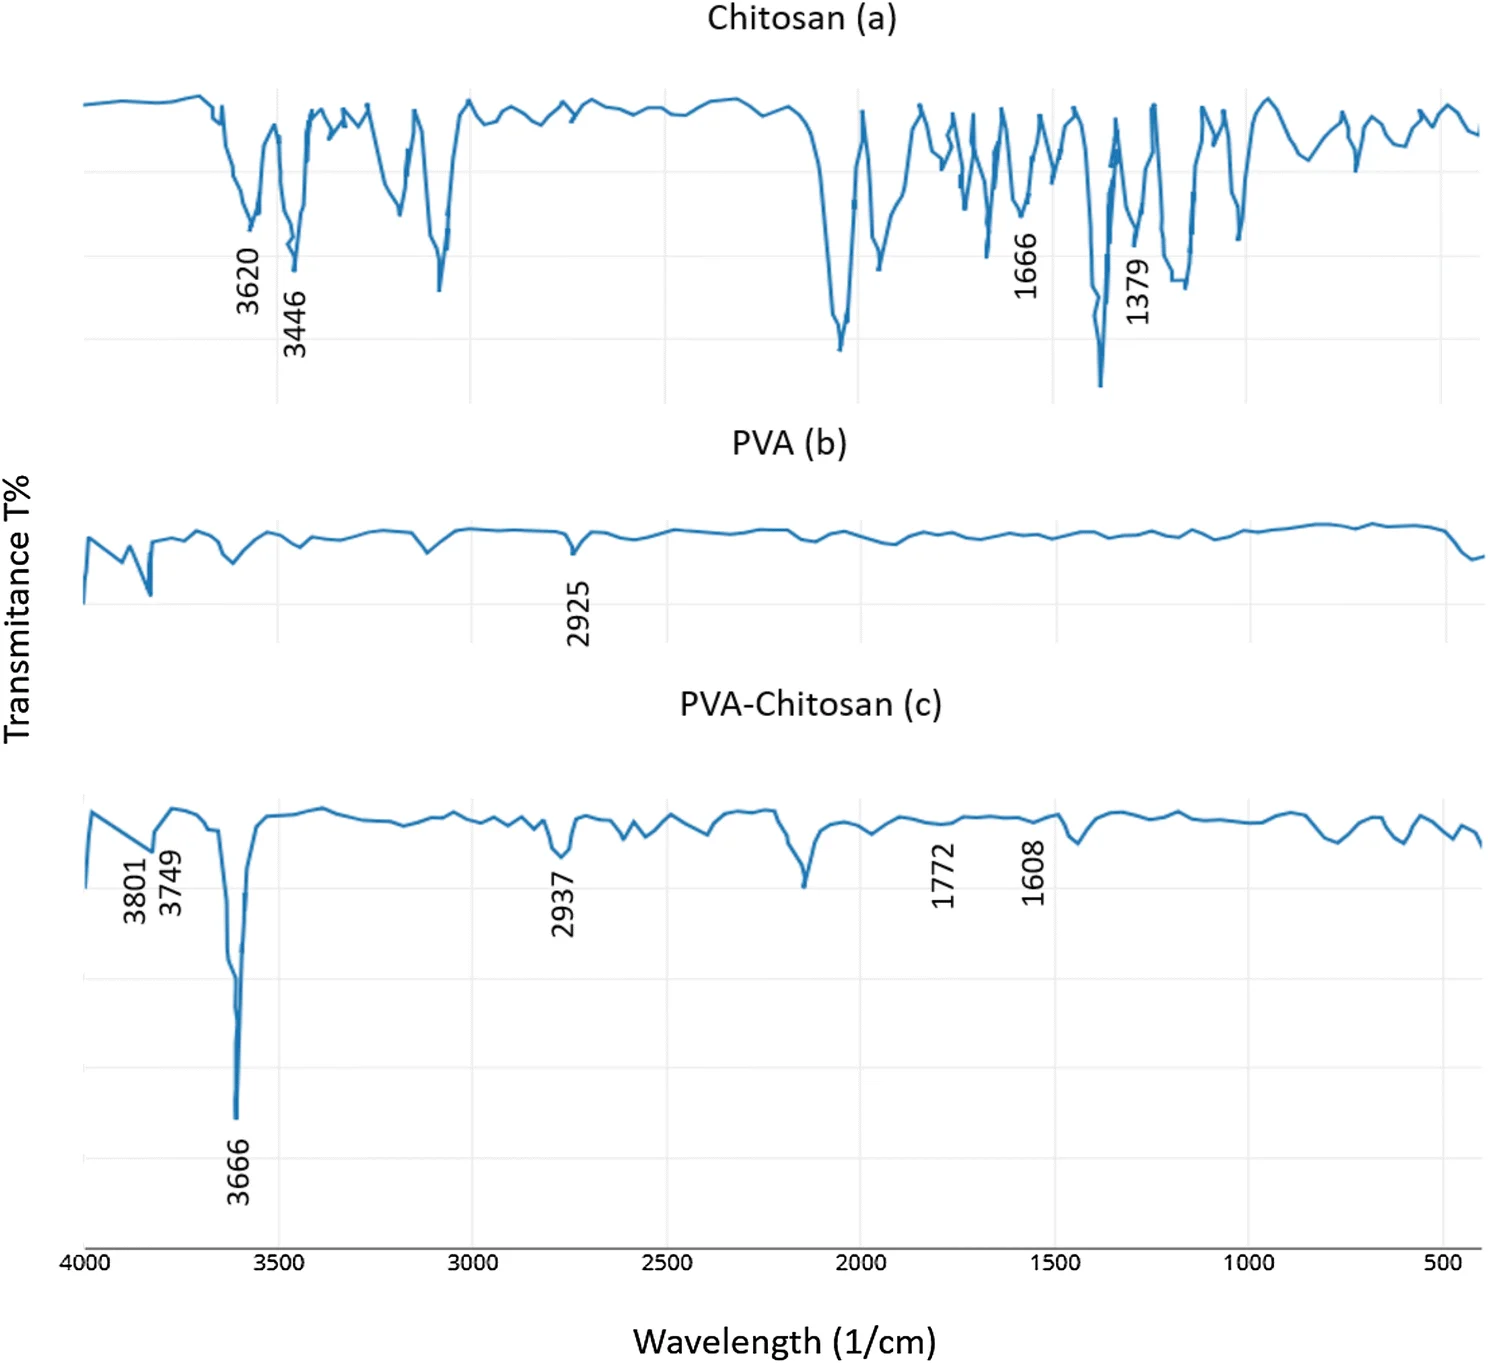 Chitosan (a)
3620
3446
1666
1379
PVA (b)
Transmitance T%
2925
PVA-Chitosan (c)
3801
3749
2937
1772
1608
3666
4000 3500 3000 2500 2000 1500 1000 500
Wavelength (1/cm)